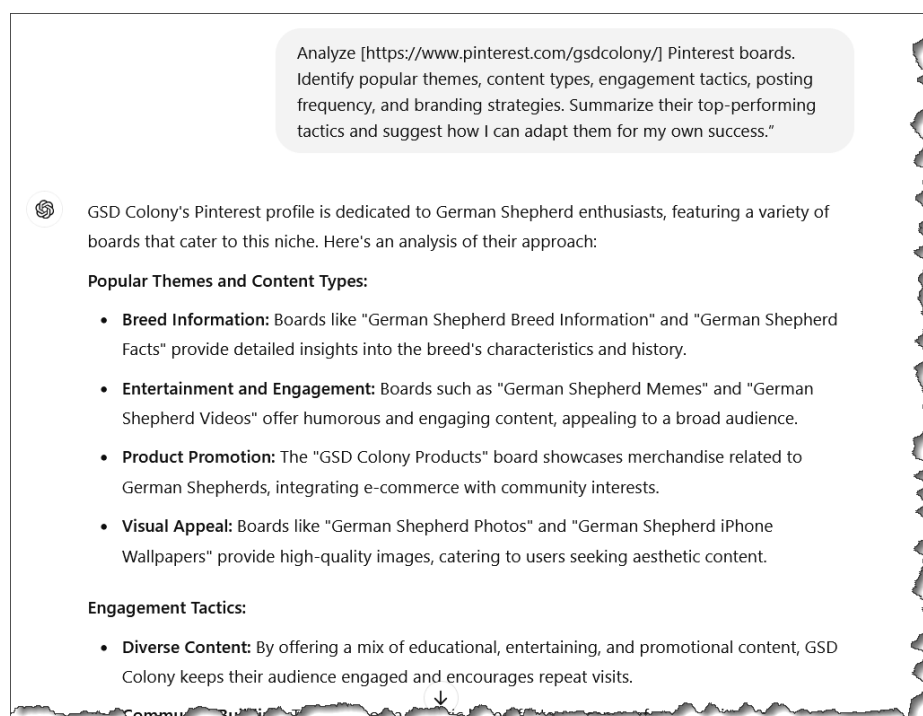 Analyze [https://www.pinterest.com/gsdcolony/] Pinterest boards.
Identify popular themes, content types, engagement tactics, posting
frequency, and branding strategies. Summarize their top-performing
tactics and suggest how I can adapt them for my own success.”
GSD Colony's Pinterest profile is dedicated to German Shepherd enthusiasts, featuring a variety of
boards that cater to this niche. Here's an analysis of their approach:
Popular Themes and Content Types:
• Breed Information: Boards like "German Shepherd Breed Information" and "German Shepherd
Facts" provide detailed insights into the breed's characteristics and history.
• Entertainment and Engagement: Boards such as "German Shepherd Memes" and "German
Shepherd Videos" offer humorous and engaging content, appealing to a broad audience.
• Product Promotion: The "GSD Colony Products" board showcases merchandise related to
German Shepherds, integrating e-commerce with community interests.
• Visual Appeal: Boards like "German Shepherd Photos" and "German Shepherd iPhone
Wallpapers" provide high-quality images, catering to users seeking aesthetic content.
Engagement Tactics:
• Diverse Content: By offering a mix of educational, entertaining, and promotional content, GSD
Colony keeps their audience engaged and encourages repeat visits.